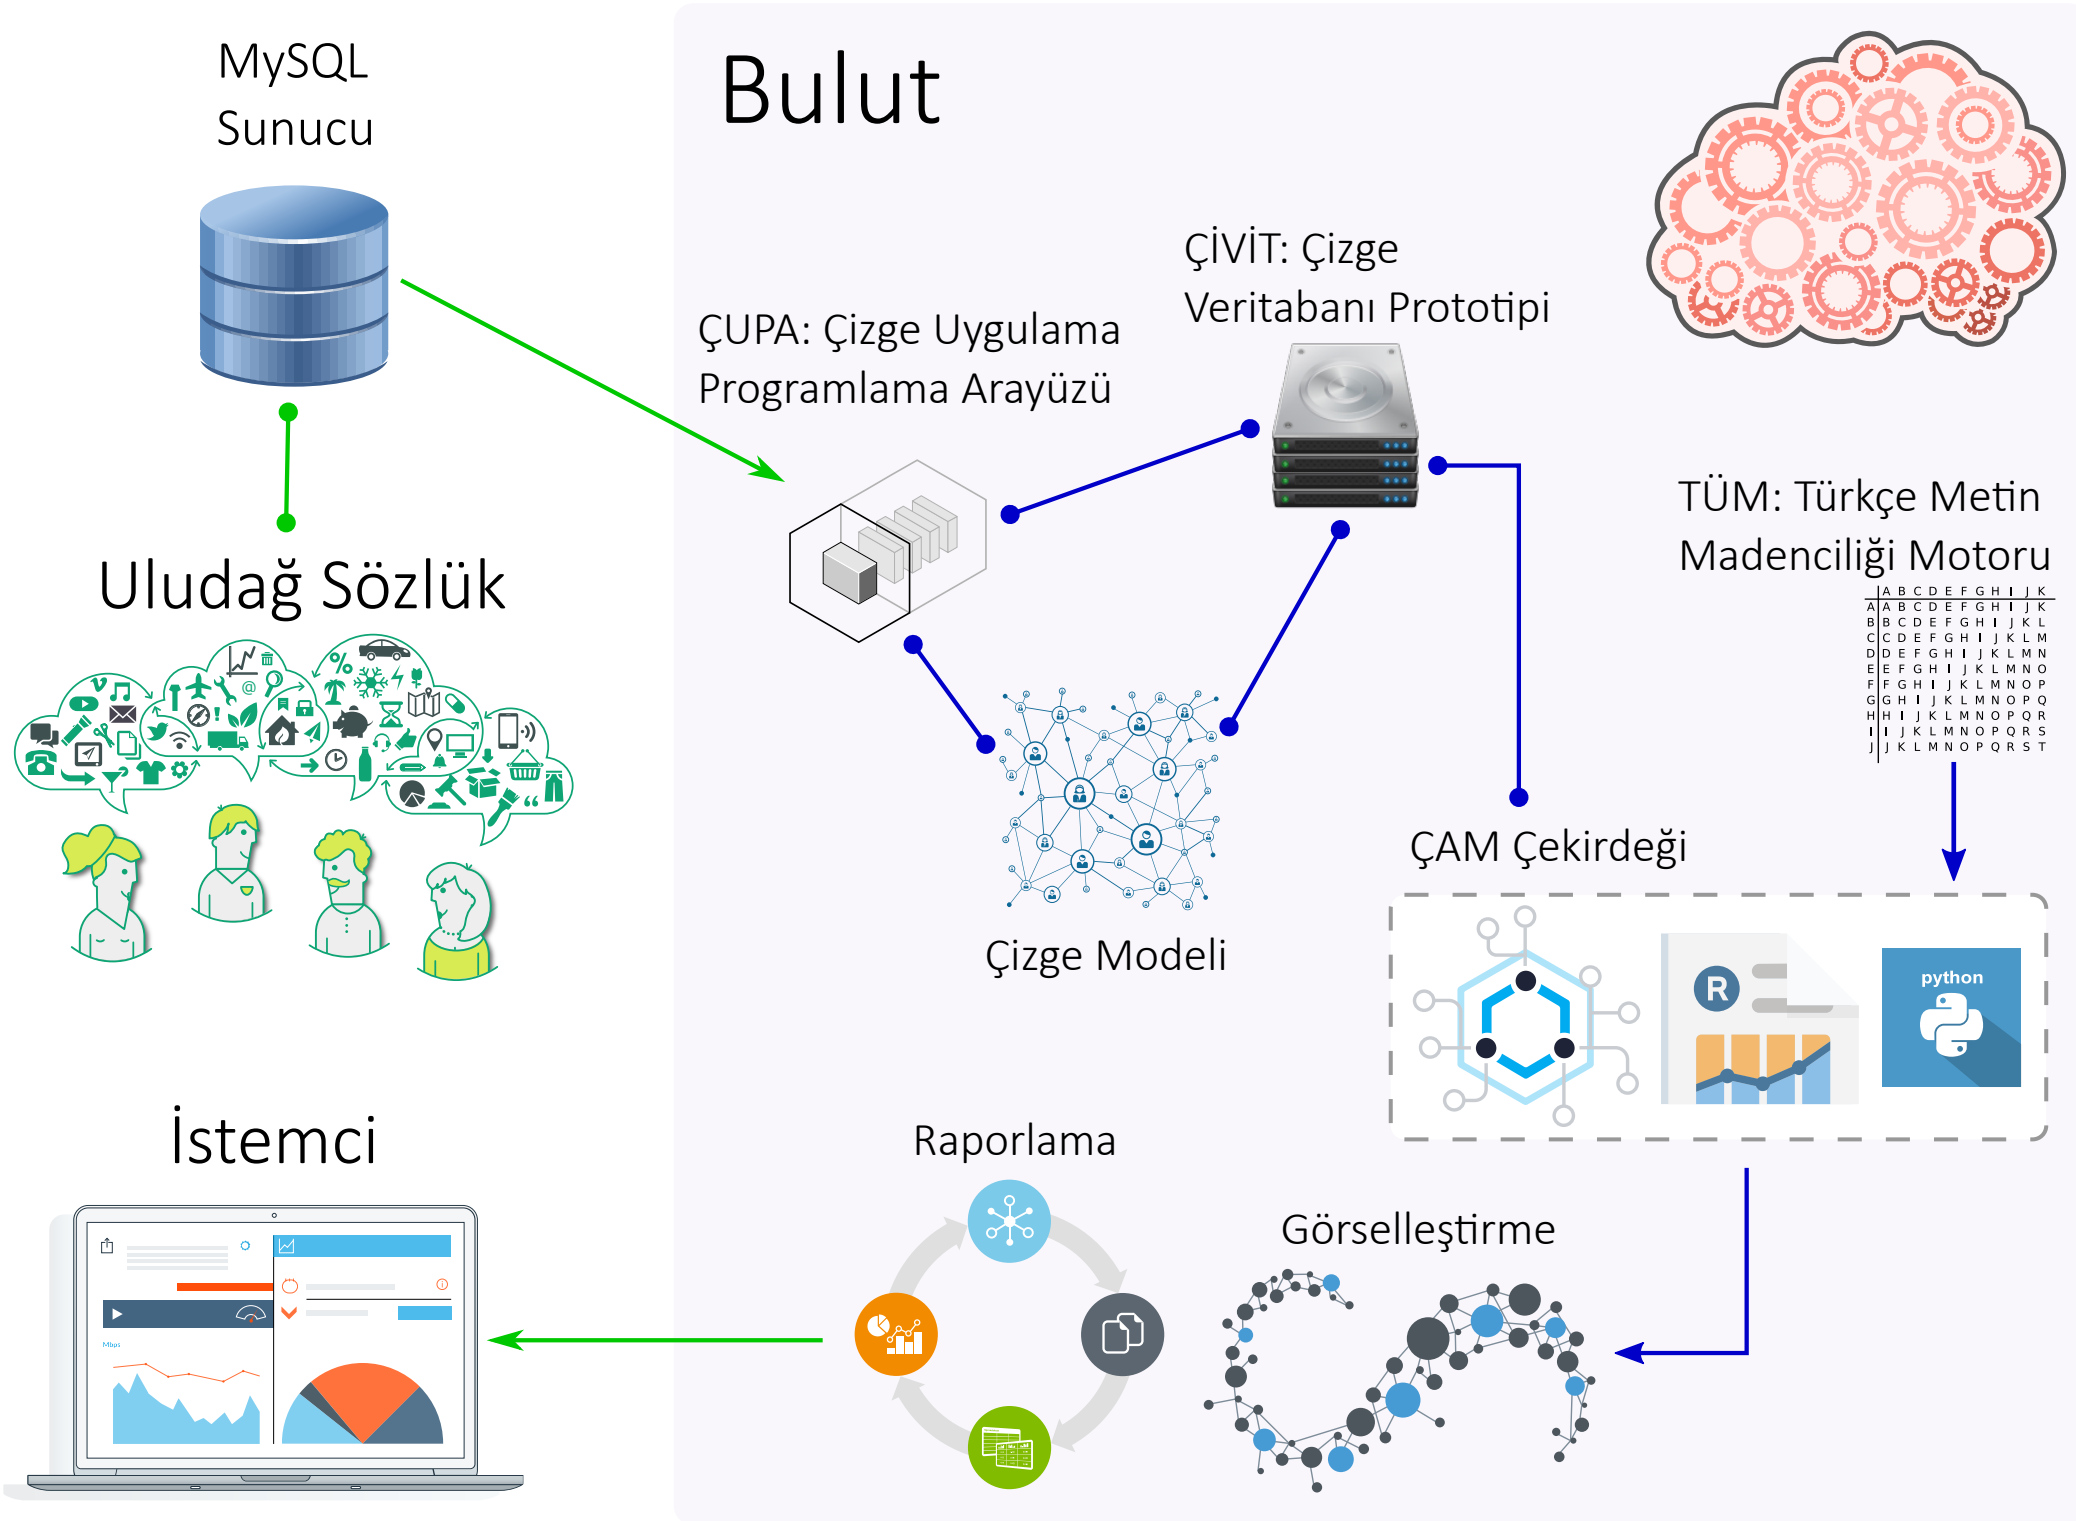 MySQL
Sunucu
Bulut
ÇİVİT: Çizge
Veritabanı Prototipi
ÇUPA: Çizge Uygulama
Programlama Arayüzü
TÜM: Türkçe Metin
Madenciliği Motoru
A B C D E F G H I J K
A A B C D E F G H I J K
B B C D E F G H I J K L
C C D E F G H I J K L M
D D E F G H I J K L M N
E E F G H I J K L M N O
F F G H I J K L M N O P
G G H I J K L M N O P Q
H H I J K L M N O P Q R
I I J K L M N O P Q R S
J J K L M N O P Q R S T
Uludağ Sözlük
@
%
!
ÇAM Çekirdeği
Çizge Modeli
R
python
İstemci
Mbps
Raporlama
Görselleştirme